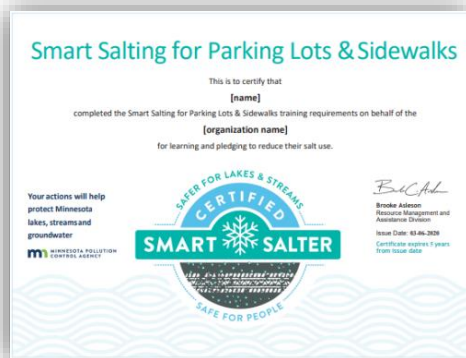 Smart Salting for Parking Lots & Sidewalks
This is to certify that
[name]
completed the Smart Salting for Parking Lots & Sidewalks training requirements on behalf of the
[organization name]
for learning and pledging to reduce their salt use.
Your actions will help
protect Minnesota
lakes, streams and
groundwater
MINNESOTA POLLUTION
CONTROL AGENCY
SAFER FOR LAKES & STREAMS
CERTIFIED
SMART SALTER
SAFE FOR PEOPLE
Brooke Asleson
Resource Management and
Assistance Division
Issue Date: 03-06-2020
Certificate expires 3 years
from issue date